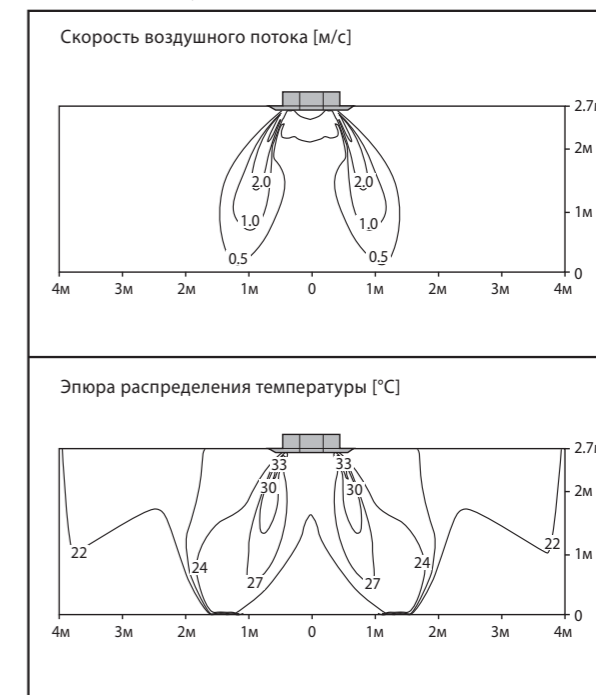 Скорость воздушного потока [м/с]
2.7м
2м
2.0 2.0
1м
1.0 1.0
0.5 0.5
0
4м 3м 2м 1м 0 1м 2м 3м 4м
Эпюра распределения температуры [°C]
2.7м
33 33
30 30
2м
22 22
1м
24 24
27 27
0
4м 3м 2м 1м 0 1м 2м 3м 4м